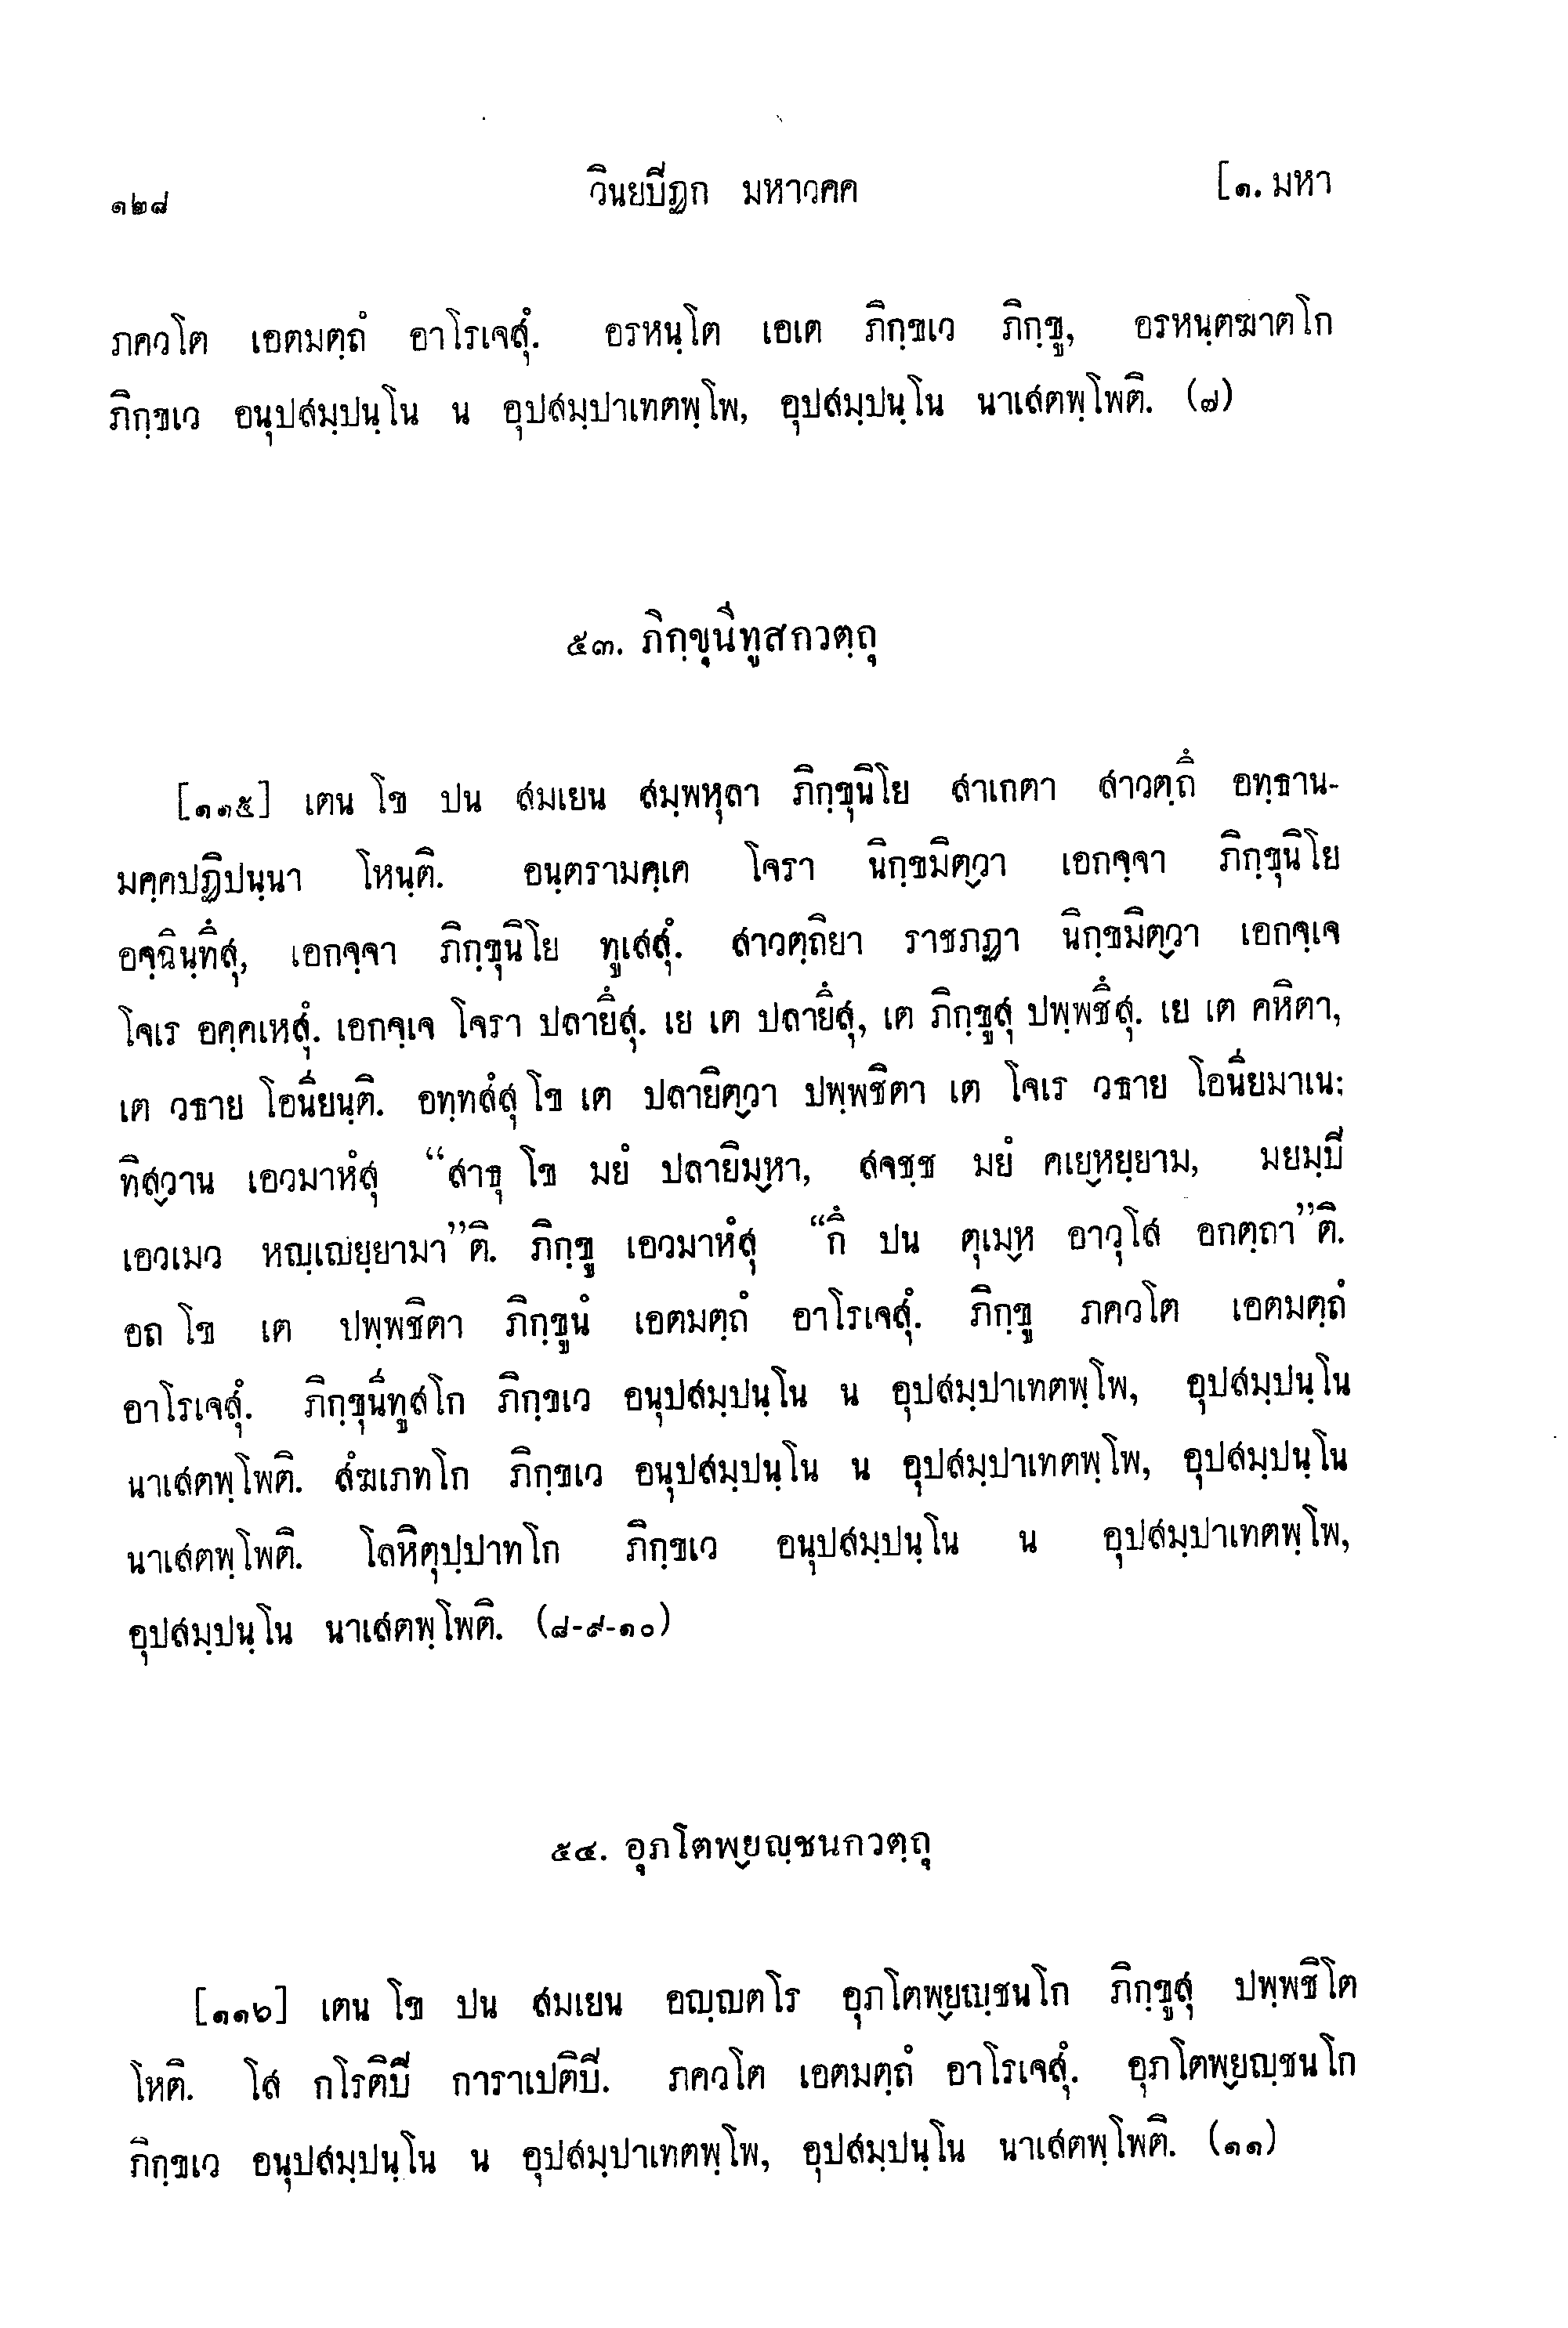 ๑๒๘ วินยปีฏก มหาวคค [๑. มหา
ภควโต เอตมตฺถํ อาโรเจสุํ. อรหนฺโต เอเต ภิกฺขเว ภิกฺขู, อรหนฺตฆาตโก
ภิกฺขเว อนุปสมฺปนฺโน น อุปสมฺปาเทตพฺโพ, อุปสมฺปนฺโน นาเสตพฺโพติ. (๗)
๕๓. ภิกฺขุนีทูสกวตฺถุ
[๑๑๕] เตน โข ปน สมเยน สมฺพหุลา ภิกฺขุนิโย สาเกตา สาวตฺถึ อทฺธาน-
มคฺคปฏิปนฺนา โหนฺติ. อนฺตรามคฺเค โจรา นิกฺขมิตฺวา เอกจฺจา ภิกฺขุนิโย
อจฺฉินฺทึสุ, เอกจฺจา ภิกฺขุนิโย ทูเสสุํ. สาวตฺถิยา ราชภฏา นิกฺขมิตฺวา เอกจฺเจ
โจเร อคฺคเหสุํ. เอกจฺเจ โจรา ปลายึสุ. เย เต ปลายึสุ, เต ภิกฺขูสุ ปพฺพชึสุ. เย เต คหิตา,
เต วธาย โอนียนฺติ. อทฺทสํสุ โข เต ปลายิตฺวา ปพฺพชิตา เต โจเร วธาย โอนียมาเน;
ทิสฺวาน เอวมาหํสุ “สาธุ โข มยํ ปลายิมฺหา, สจชฺช มยํ คเยฺหยฺยาม, มยมฺปี
เอวเมว หญฺเญยฺยามา”ติ. ภิกฺขู เอวมาหํสุ “กึ ปน ตุเมฺห อาวุโส อกตฺถา”ติ.
อถ โข เต ปพฺพชิตา ภิกฺขูนํ เอตมตฺถํ อาโรเจสุํ. ภิกฺขู ภควโต เอตมตฺถํ
อาโรเจสุํ. ภิกฺขุนีทูสโก ภิกฺขเว อนุปสมฺปนฺโน น อุปสมฺปาเทตพฺโพ, อุปสมฺปนฺโน
นาเสตพฺโพติ. สํฆเภทโก ภิกฺขเว อนุปสมฺปนฺโน น อุปสมฺปาเทตพฺโพ, อุปสมฺปนฺโน
นาเสตพฺโพติ. โลหิตุปฺปาทโก ภิกฺขเว อนุปสมฺปนฺโน น อุปสมฺปาเทตพฺโพ,
อุปสมฺปนฺโน นาเสตพฺโพติ. (๘-๙-๑๐)
๕๔. อุภโตพฺยญฺชนกวตฺถุ
[๑๑๖] เตน โข ปน สมเยน อญฺญตโร อุภโตพฺยญฺชนโก ภิกฺขูสุ ปพฺพชิโต
โหติ. โส กโรติปี การาเปติปี. ภควโต เอตมตฺถํ อาโรเจสุํ. อุภโตพฺยญฺชนโก
ภิกฺขเว อนุปสมฺปนฺโน น อุปสมฺปาเทตพฺโพ, อุปสมฺปนฺโน นาเสตพฺโพติ. (๑๑)